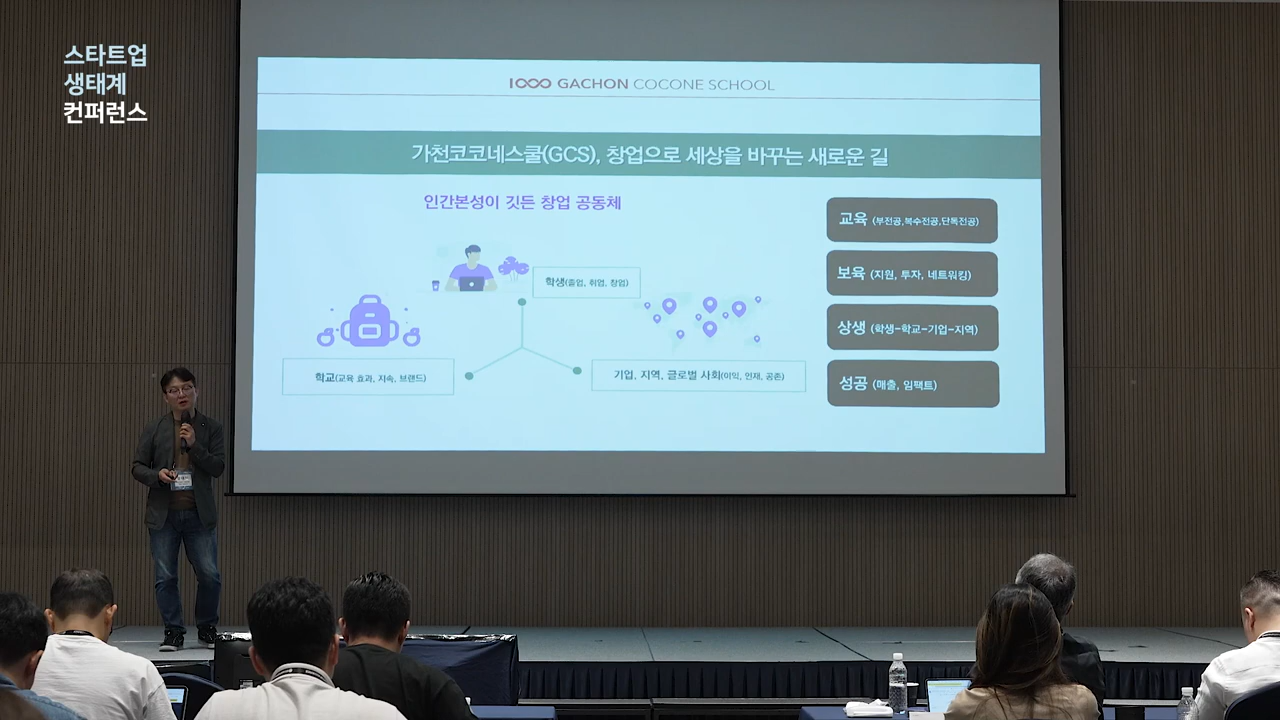 스타트업
생태계
컨퍼런스
GACHON COCONE SCHOOL
가천코코네스쿨(GCS), 창업으로 세상을 바꾸는 새로운 길
인간본성이 깃든 창업 공동체
학생(졸업, 취업, 창업)
학교(교육 효과, 지속, 브랜드)
기업, 지역, 글로벌 사회(이익, 인재, 공존)
교육 (부전공,복수전공,단독전공)
보육 (지원, 투자, 네트워킹)
상생 (학생-학교-기업-지역)
성공 (매출, 임팩트)